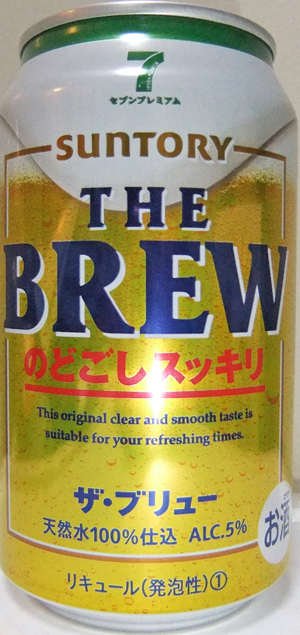 7
セブンプレミアム
SUNTORY
THE
BREW
のどごしスッキリ
This original clear and smooth taste is
suitable for your refreshing times.
ザ・ブリュー
天然水100%仕込 ALC.5%
お酒
リキュール(発泡性)①